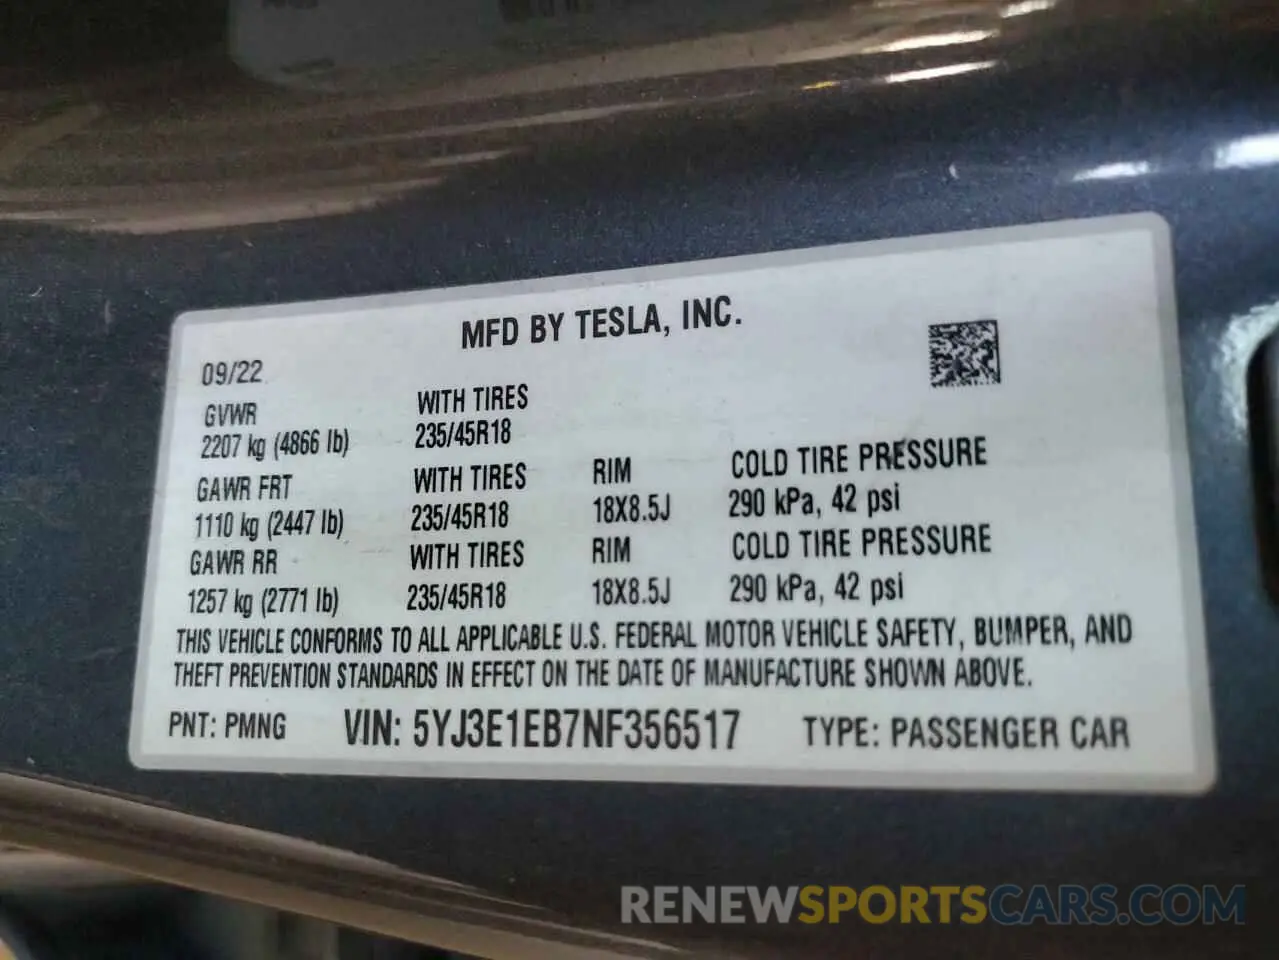 MFD BY TESLA, INC.
09/22
GVWR WITH TIRES
2207 kg (4866 lb) 235/45R18
GAWR FRT WITH TIRES RIM COLD TIRE PRESSURE
1110 kg (2447 lb) 235/45R18 18X8.5J 290 kPa, 42 psi
GAWR RR WITH TIRES RIM COLD TIRE PRESSURE
1257 kg (2771 lb) 235/45R18 18X8.5J 290 kPa, 42 psi
THIS VEHICLE CONFORMS TO ALL APPLICABLE U.S. FEDERAL MOTOR VEHICLE SAFETY, BUMPER, AND
THEFT PREVENTION STANDARDS IN EFFECT ON THE DATE OF MANUFACTURE SHOWN ABOVE.
PNT: PMNG VIN: 5YJ3E1EB7NF356517 TYPE: PASSENGER CAR
RENEWSPORTSCARS.COM